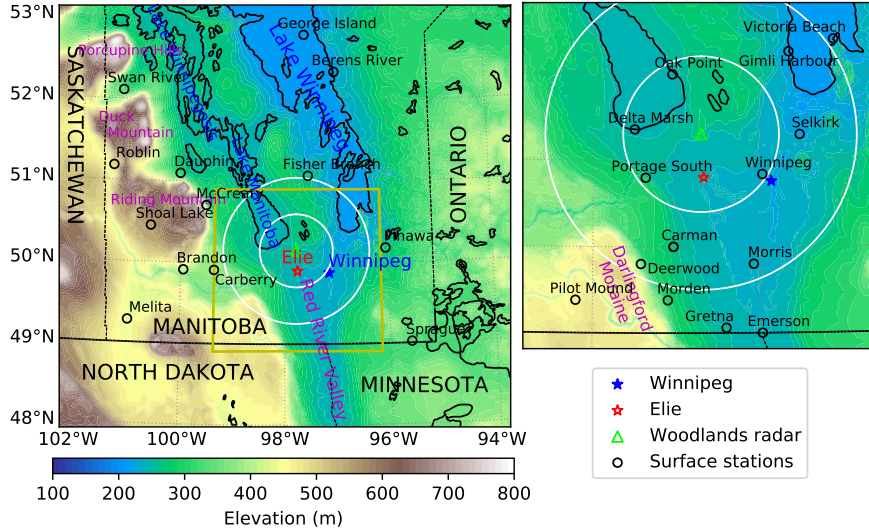 53°N
52°N
51°N
50°N
49°N
48°N
102°W
100°W
98°W
96°W
94°W
SASKATCHEWAN
Porcupine Hills
Swan River
Duck
Mountain
Roblin
Dauphin
McCreary
Riding Mountain
Shoal Lake
Brandon
Carberry
Melita
MANITOBA
NORTH DAKOTA
MINNESOTA
ONTARIO
George Island
Berens River
Lake Winnipeg
Lake Winnipegosis
Lake Manitoba
Fisher Branch
Pinawa
Elie
Winnipeg
Red River Valley
Sprague
Victoria Beach
Gimli Harbour
Oak Point
Delta Marsh
Selkirk
Portage South
Winnipeg
Carman
Morris
Deerwood
Darlingford
Moraine
Pilot Mound
Morden
Gretna
Emerson
Winnipeg
Elie
Woodlands radar
Surface stations
100 200 300 400 500 600 700 800
Elevation (m)